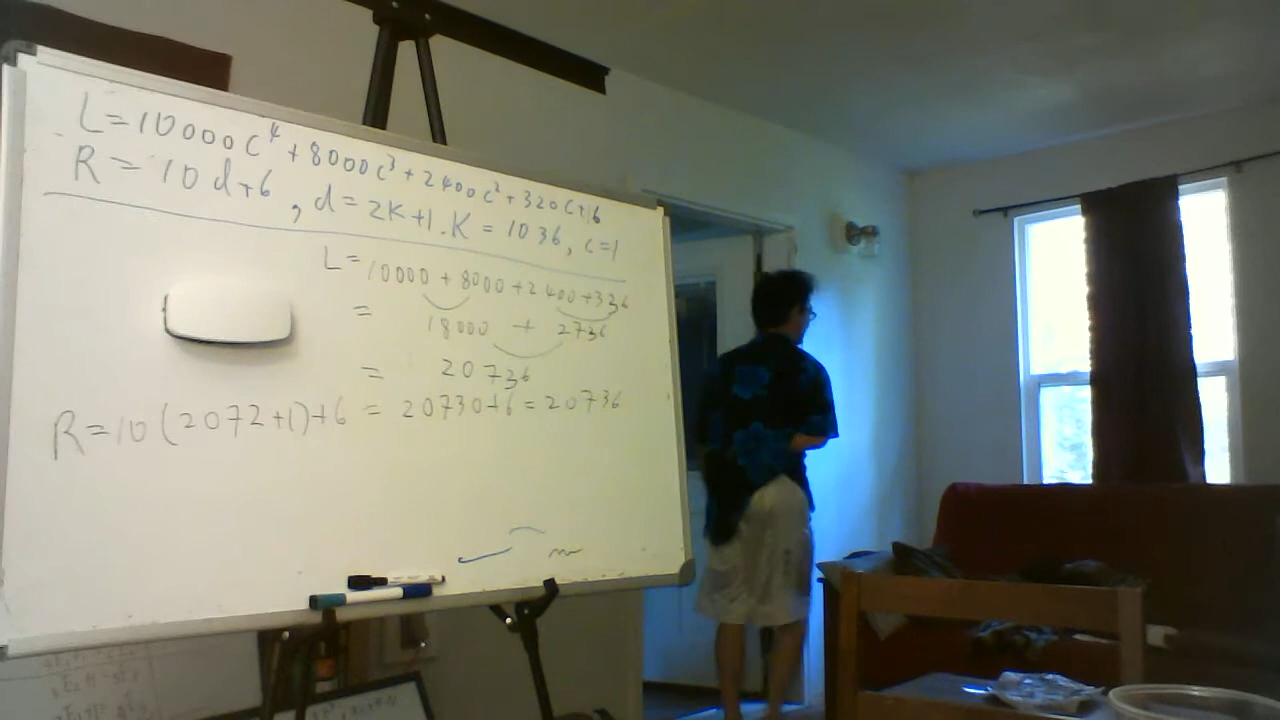 L=10000c⁴+8000c³+2400c²+320c+16
R=10d+6, d=2K+1. K=1036, c=1
L=10000+8000+2400+336
= 18000 + 2736
= 20736
R=10(2072+1)+6 = 20730+6=20736